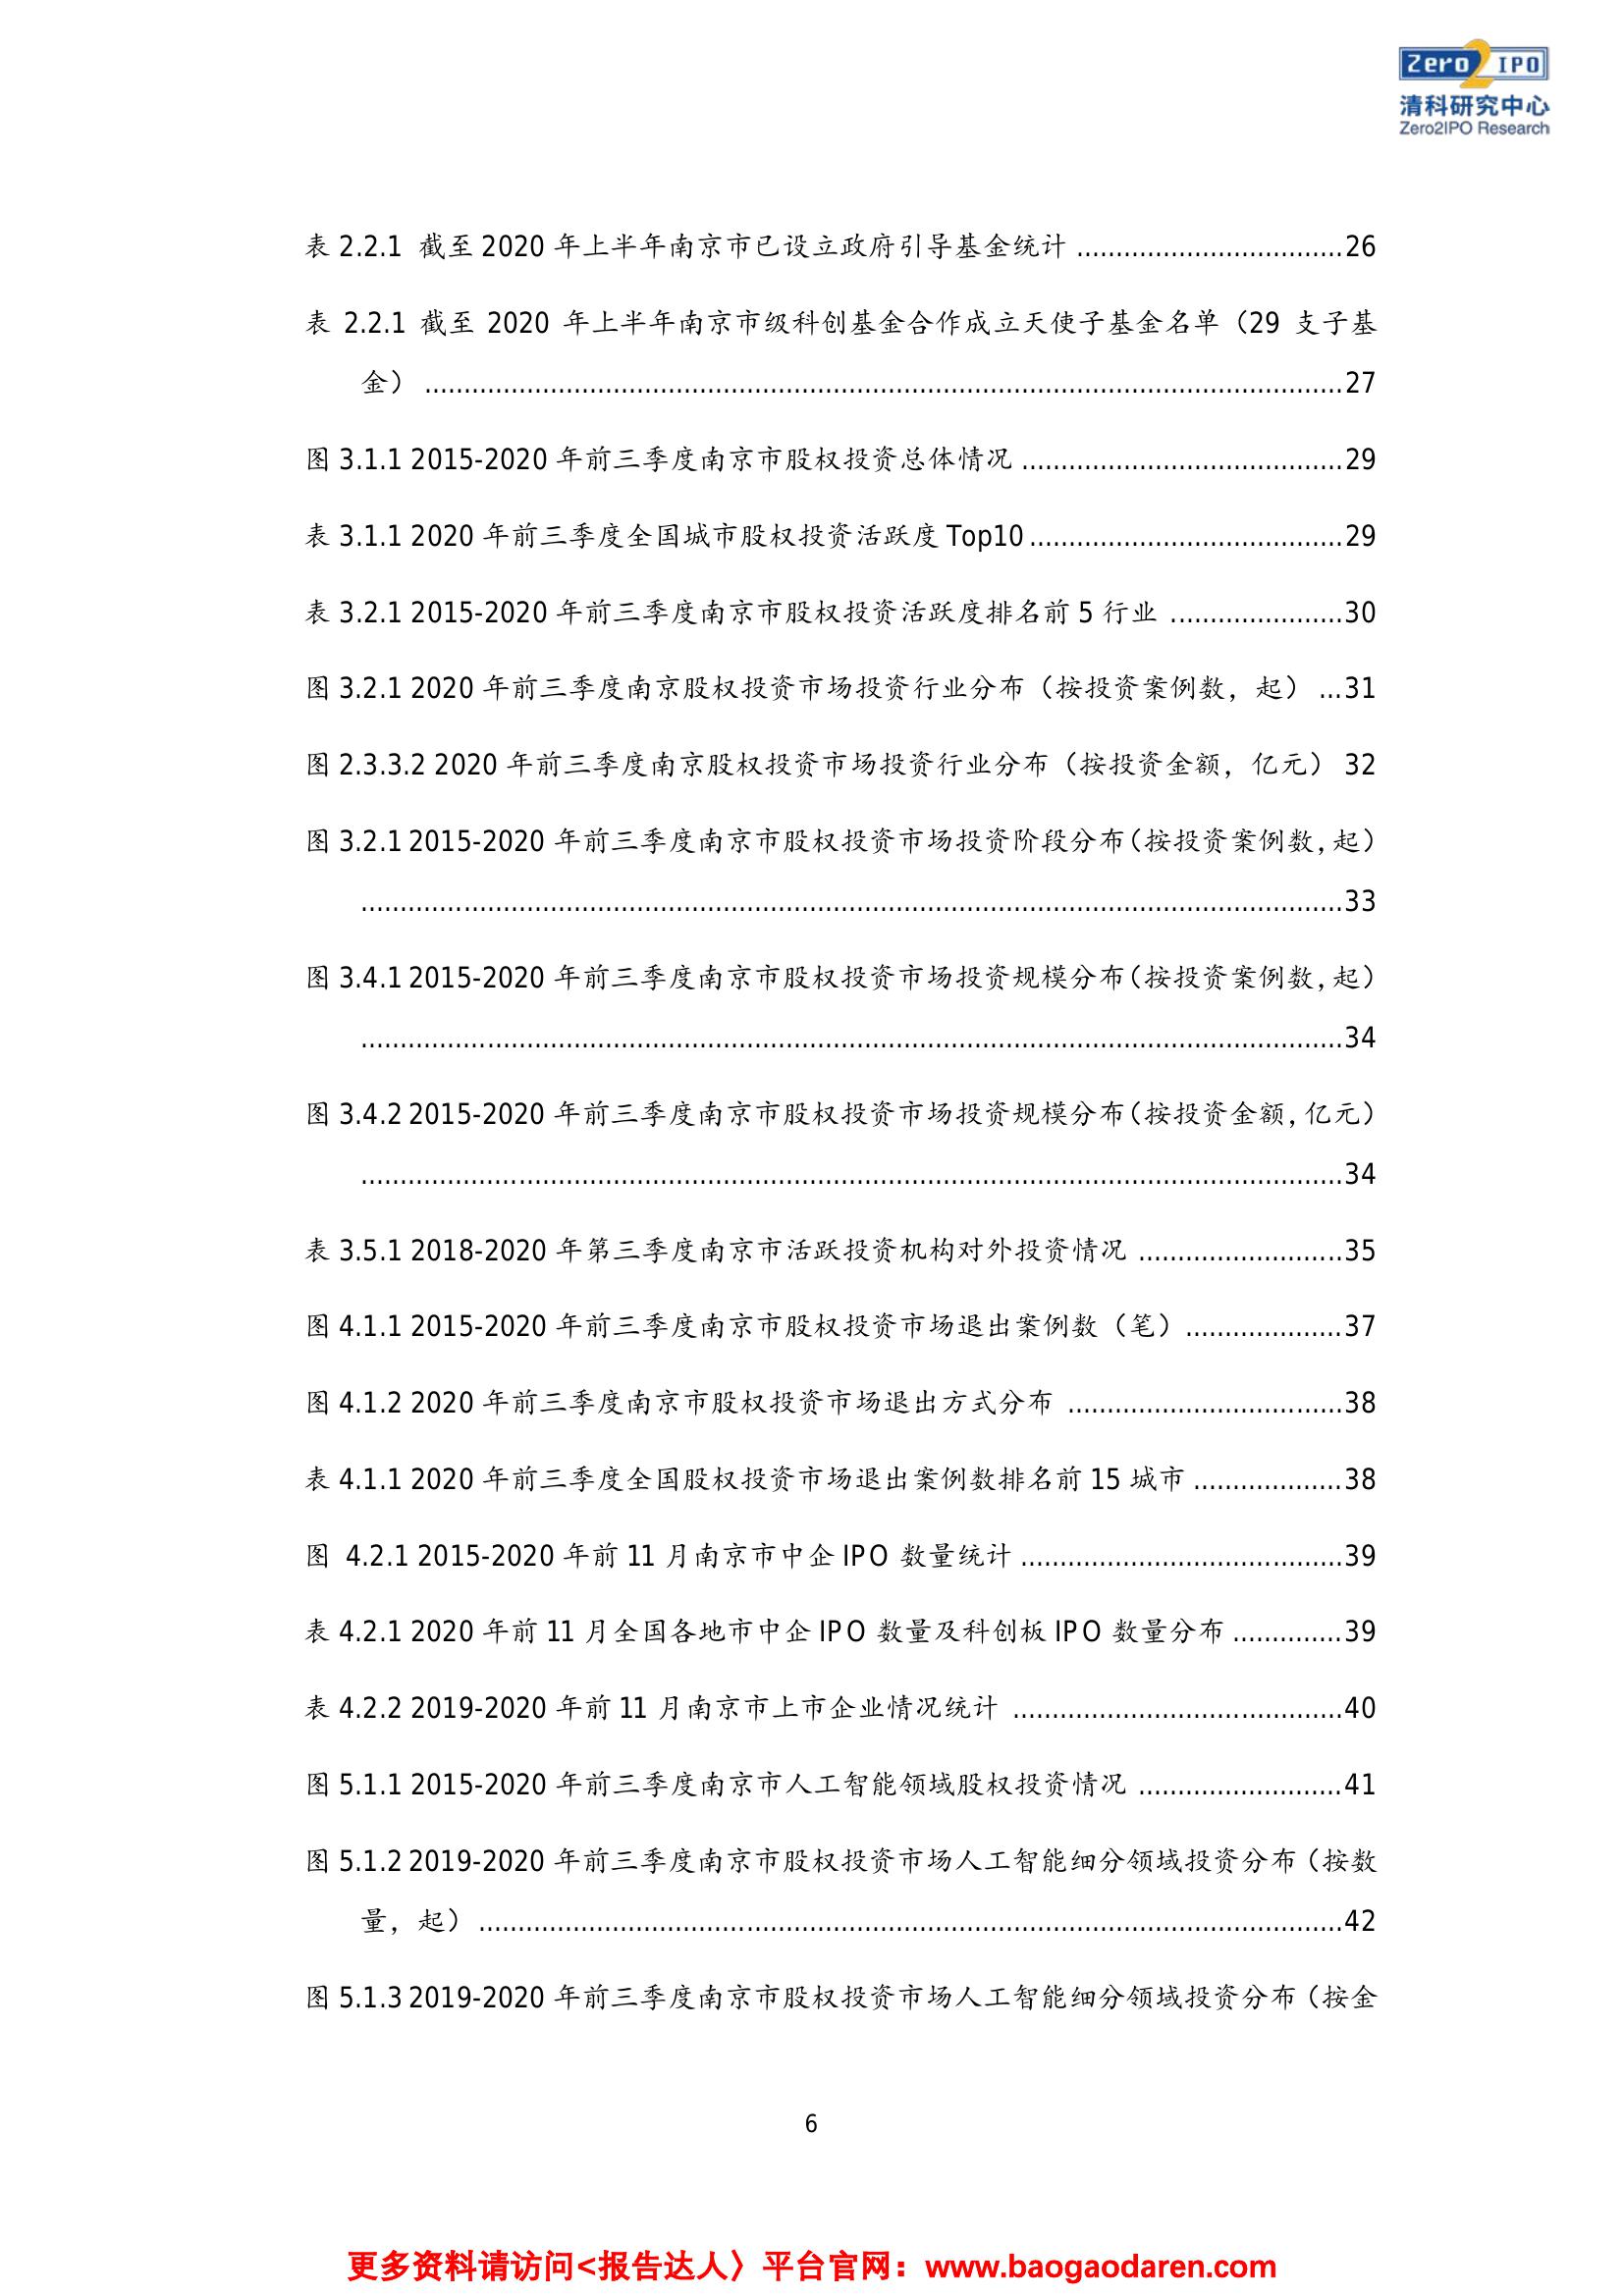 Zero2IPO
清科研究中心
Zero2IPO Research
表 2.2.1 截至 2020 年上半年南京市已设立政府引导基金统计 ..................................26
表 2.2.1 截至 2020 年上半年南京市级科创基金合作成立天使子基金名单（29 支子基
金） .....................................................................................................................27
图 3.1.1 2015-2020 年前三季度南京市股权投资总体情况 .........................................29
表 3.1.1 2020 年前三季度全国城市股权投资活跃度 Top10........................................29
表 3.2.1 2015-2020 年前三季度南京市股权投资活跃度排名前 5 行业 ......................30
图 3.2.1 2020 年前三季度南京股权投资市场投资行业分布（按投资案例数，起） ...31
图 2.3.3.2 2020 年前三季度南京股权投资市场投资行业分布（按投资金额，亿元） 32
图 3.2.1 2015-2020 年前三季度南京市股权投资市场投资阶段分布（按投资案例数，起）
.............................................................................................................................33
图 3.4.1 2015-2020 年前三季度南京市股权投资市场投资规模分布（按投资案例数，起）
.............................................................................................................................34
图 3.4.2 2015-2020 年前三季度南京市股权投资市场投资规模分布（按投资金额，亿元）
.............................................................................................................................34
表 3.5.1 2018-2020 年第三季度南京市活跃投资机构对外投资情况 ..........................35
图 4.1.1 2015-2020 年前三季度南京市股权投资市场退出案例数（笔）....................37
图 4.1.2 2020 年前三季度南京市股权投资市场退出方式分布 ...................................38
表 4.1.1 2020 年前三季度全国股权投资市场退出案例数排名前 15 城市 ...................38
图 4.2.1 2015-2020 年前 11 月南京市中企 IPO 数量统计 .........................................39
表 4.2.1 2020 年前 11 月全国各地市中企 IPO 数量及科创板 IPO 数量分布 ..............39
表 4.2.2 2019-2020 年前 11 月南京市上市企业情况统计 ..........................................40
图 5.1.1 2015-2020 年前三季度南京市人工智能领域股权投资情况 ..........................41
图 5.1.2 2019-2020 年前三季度南京市股权投资市场人工智能细分领域投资分布（按数
量，起） ..............................................................................................................42
图 5.1.3 2019-2020 年前三季度南京市股权投资市场人工智能细分领域投资分布（按金
6
更多资料请访问<报告达人〉平台官网：www.baogaodaren.com